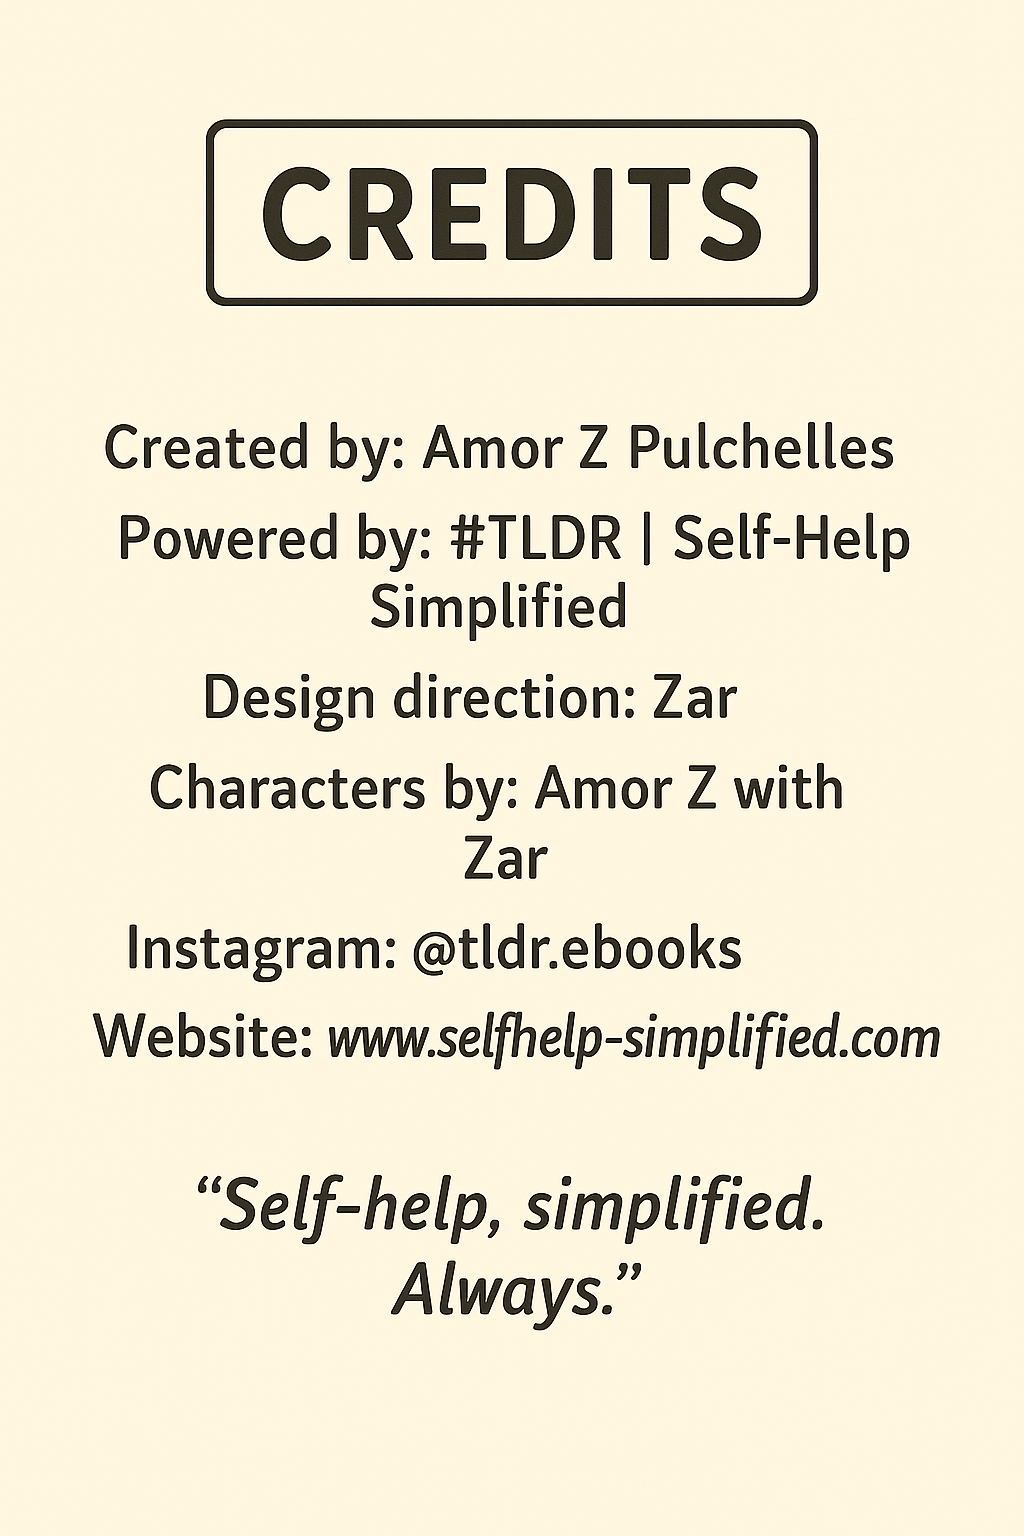 CREDITS
Created by: Amor Z Pulchelles
Powered by: #TLDR | Self-Help
Simplified
Design direction: Zar
Characters by: Amor Z with
Zar
Instagram: @tldr.ebooks
Website: www.selfhelp-simplified.com
“Self-help, simplified.
Always.”